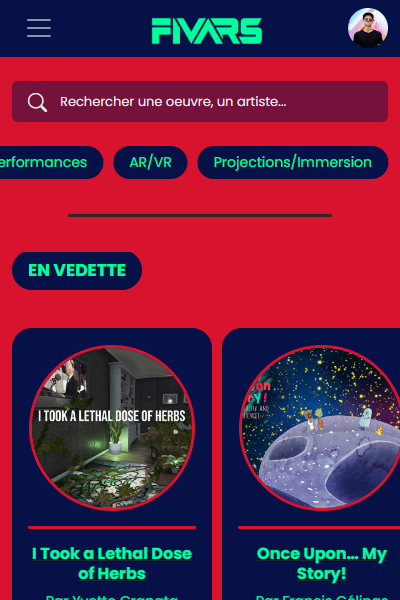 FIVARS
Rechercher une oeuvre, un artiste...
erformances
AR/VR
Projections/Immersion
EN VEDETTE
I TOOK A LETHAL DOSE OF HERBS
I Took a Lethal Dose
of Herbs
Once Upon... My
Story!
Par Yvette Granata
Par Francis Gélinas